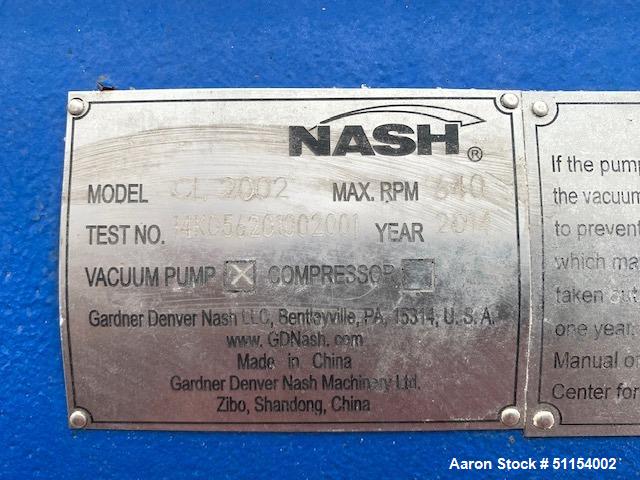 NASH®
MODEL CL 2002 MAX. RPM 640
TEST NO. YEAR 2014
VACUUM PUMP ☒ COMPRESSOR ☐
Gardner Denver Nash LLC, Bentleyville, PA, 15314, U. S. A.
www. GDNash. com
Made in China
Gardner Denver Nash Machinery Ltd.
Zibo, Shandong, China
If the pump
the vacuum
to prevent
which ma
taken out
one year,
Manual or
Center for
Aaron Stock # 51154002